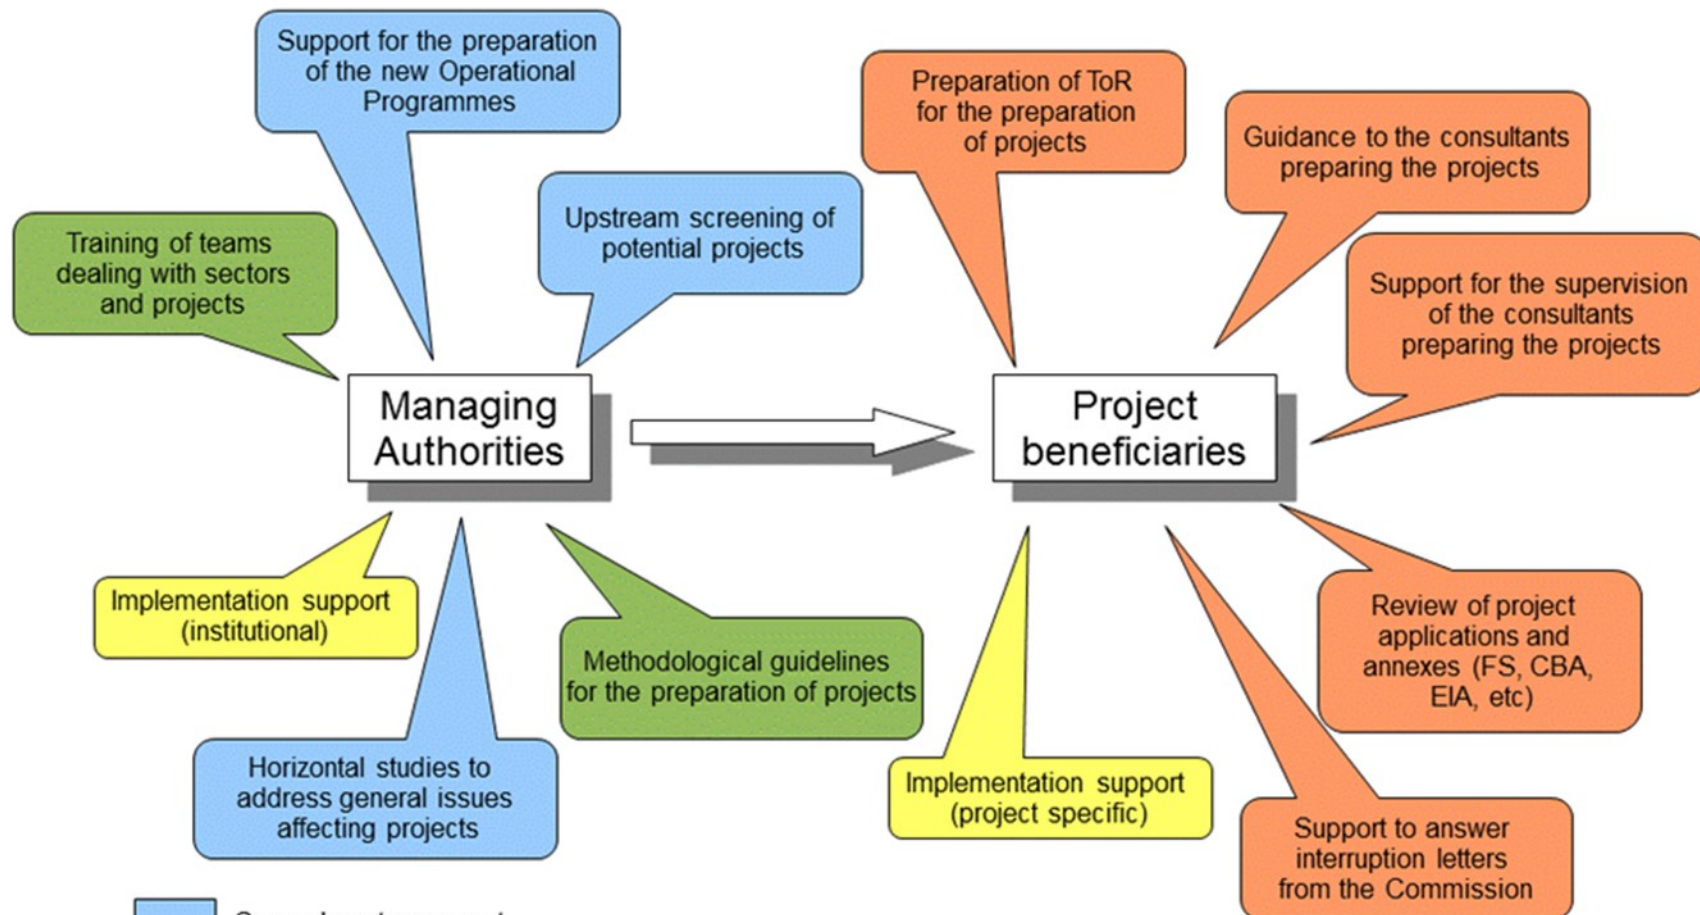 Support for the preparation
of the new Operational
Programmes
Preparation of ToR
for the preparation
of projects
Guidance to the consultants
preparing the projects
Upstream screening of
potential projects
Training of teams
dealing with sectors
and projects
Support for the supervision
of the consultants
preparing the projects
Managing
Authorities
Project
beneficiaries
Implementation support
(institutional)
Methodological guidelines
for the preparation of projects
Review of project
applications and
annexes (FS, CBA,
EIA, etc)
Horizontal studies to
address general issues
affecting projects
Implementation support
(project specific)
Support to answer
interruption letters
from the Commission